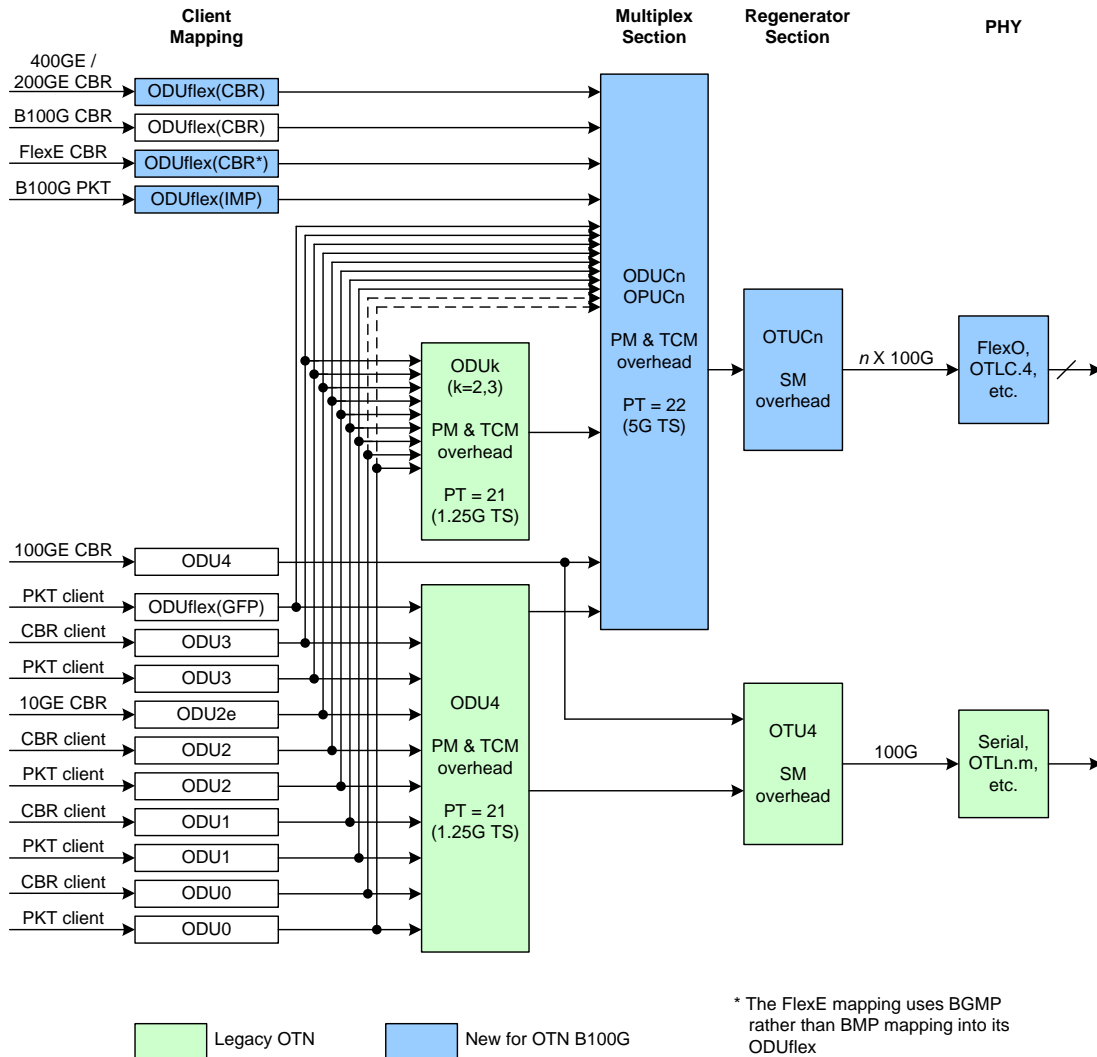 Client
Mapping
Multiplex
Section
Regenerator
Section
PHY
400GE /
200GE CBR
ODUflex(CBR)
B100G CBR
ODUflex(CBR)
FlexE CBR
ODUflex(CBR*)
B100G PKT
ODUflex(IMP)
ODUCn
OPUCn
PM & TCM
overhead
PT = 22
(5G TS)
OTUCn
SM
overhead
n X 100G
FlexO,
OTLC.4,
etc.
ODUk
(k=2,3)
PM & TCM
overhead
PT = 21
(1.25G TS)
100GE CBR
ODU4
PKT client
ODUflex(GFP)
CBR client
ODU3
PKT client
ODU3
10GE CBR
ODU2e
CBR client
ODU2
PKT client
ODU2
CBR client
ODU1
PKT client
ODU1
CBR client
ODU0
PKT client
ODU0
ODU4
PM & TCM
overhead
PT = 21
(1.25G TS)
OTU4
SM
overhead
100G
Serial,
OTLn.m,
etc.
Legacy OTN
New for OTN B100G
* The FlexE mapping uses BGMP
rather than BMP mapping into its
ODUflex